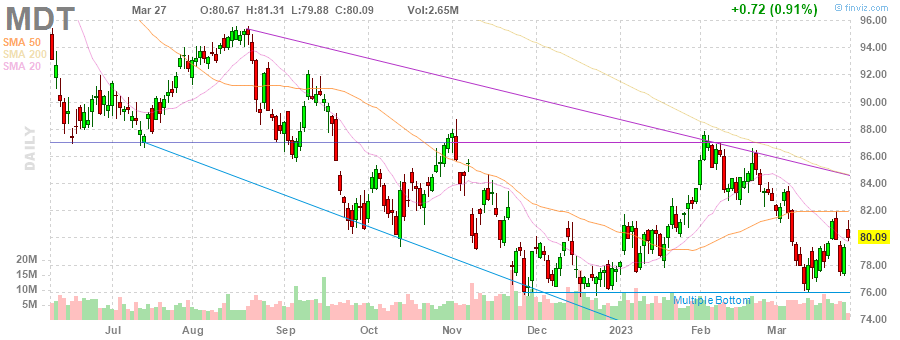 MDT
Mar 27
O:80.67 H:81.31 L:79.88 C:80.09
Vol:2.65M
+0.72 (0.91%)
© finviz.com
SMA 50
SMA 200
SMA 20
DAILY
96.00
94.00
92.00
90.00
88.00
86.00
84.00
82.00
80.09
78.00
76.00
74.00
20M
15M
10M
5M
Multiple Bottom
Jul
Aug
Sep
Oct
Nov
Dec
2023
Feb
Mar